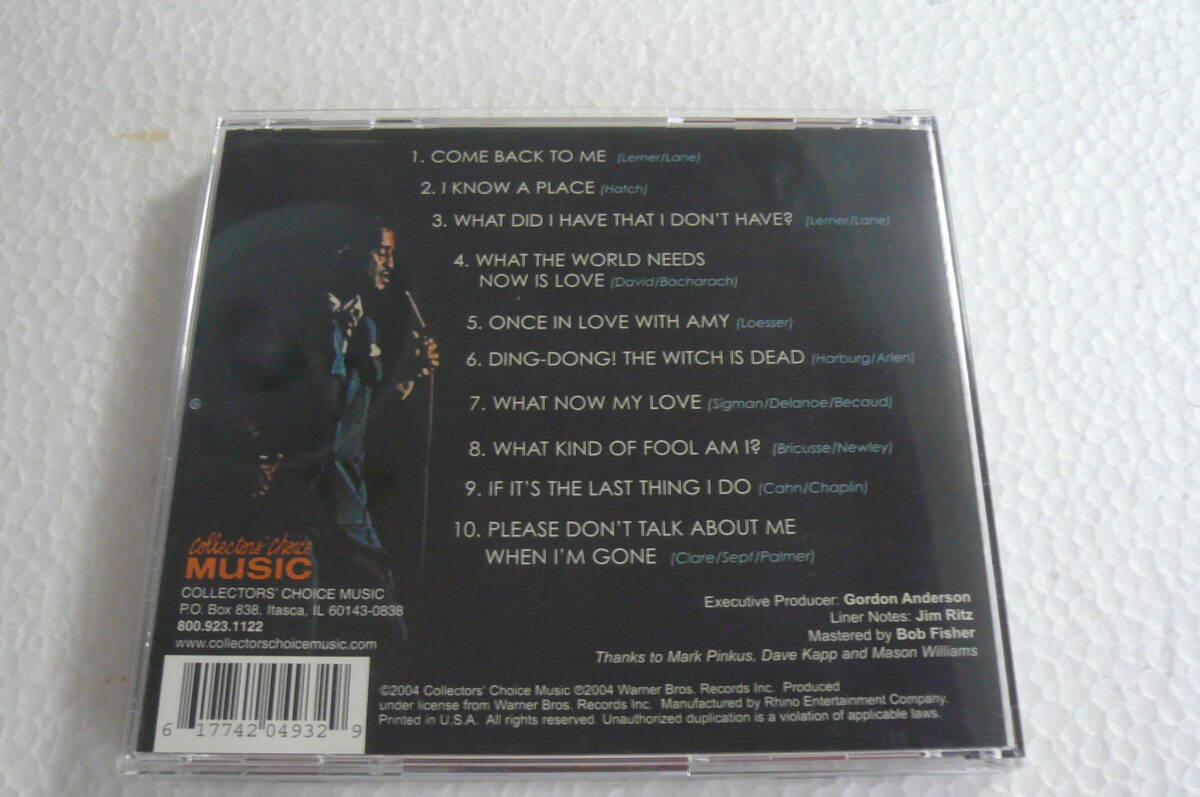 1. COME BACK TO ME (Lerner/Lane)
2. I KNOW A PLACE (Hatch)
3. WHAT DID I HAVE THAT I DON'T HAVE? (Lerner/Lane)
4. WHAT THE WORLD NEEDS
NOW IS LOVE (David/Bacharach)
5. ONCE IN LOVE WITH AMY (Loesser)
6. DING-DONG! THE WITCH IS DEAD (Harburg/Arlen)
7. WHAT NOW MY LOVE (Sigman/Delanoe/Becaud)
8. WHAT KIND OF FOOL AM I? (Bricusse/Newley)
9. IF IT'S THE LAST THING I DO (Cahn/Chaplin)
10. PLEASE DON'T TALK ABOUT ME
WHEN I'M GONE (Clare/Sept/Palmer)
Collectors' Choice
MUSIC
COLLECTORS' CHOICE MUSIC
P.O. Box 838, Itasca, IL 60143-0838
800.923.1122
www.collectorschoicemusic.com
Executive Producer: Gordon Anderson
Liner Notes: Jim Ritz
Mastered by Bob Fisher
Thanks to Mark Pinkus, Dave Kapp and Mason Williams
©2004 Collectors' Choice Music ℗2004 Warner Bros. Records Inc. Produced
under license from Warner Bros. Records Inc. Manufactured by Rhino Entertainment Company.
Printed in U.S.A. All rights reserved. Unauthorized duplication is a violation of applicable laws.
6 17742 04932 9